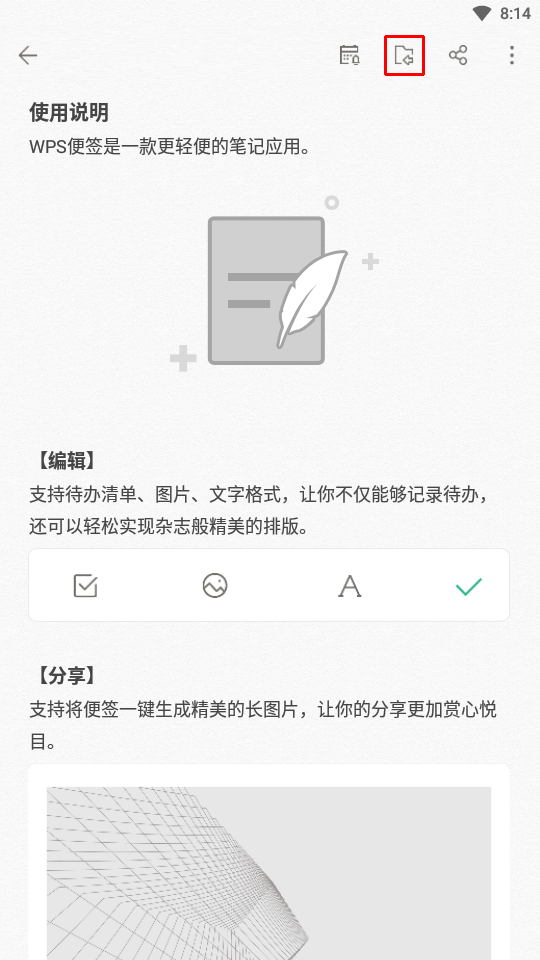 8:14
使用说明
WPS便签是一款更轻便的笔记应用。
【编辑】
支持待办清单、图片、文字格式，让你不仅能够记录待办，
还可以轻松实现杂志般精美的排版。
【分享】
支持将便签一键生成精美的长图片，让你的分享更加赏心悦
目。